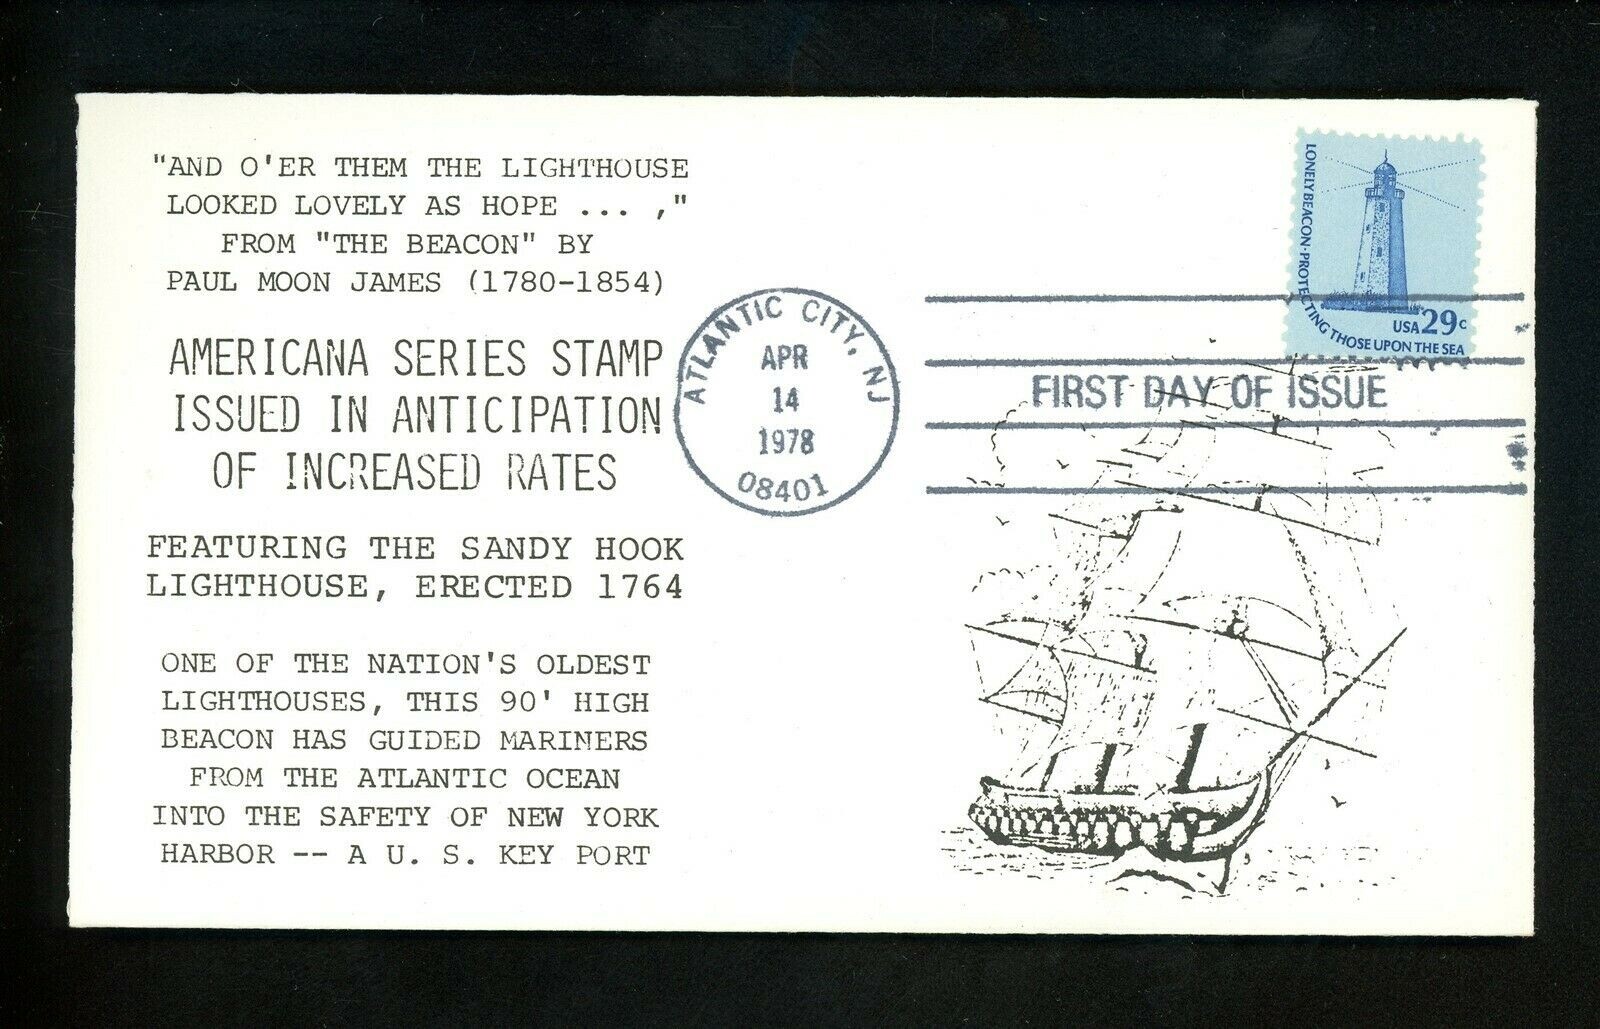 "AND O'ER THEM THE LIGHTHOUSE
LOOKED LOVELY AS HOPE ... ,"
FROM "THE BEACON" BY
PAUL MOON JAMES (1780-1854)
AMERICANA SERIES STAMP
ISSUED IN ANTICIPATION
OF INCREASED RATES
FEATURING THE SANDY HOOK
LIGHTHOUSE, ERECTED 1764
ONE OF THE NATION'S OLDEST
LIGHTHOUSES, THIS 90' HIGH
BEACON HAS GUIDED MARINERS
FROM THE ATLANTIC OCEAN
INTO THE SAFETY OF NEW YORK
HARBOR -- A U. S. KEY PORT
ATLANTIC CITY, NJ
APR
14
1978
08401
FIRST DAY OF ISSUE
LONELY BEACON·PROTECTING THOSE UPON THE SEA
USA 29c